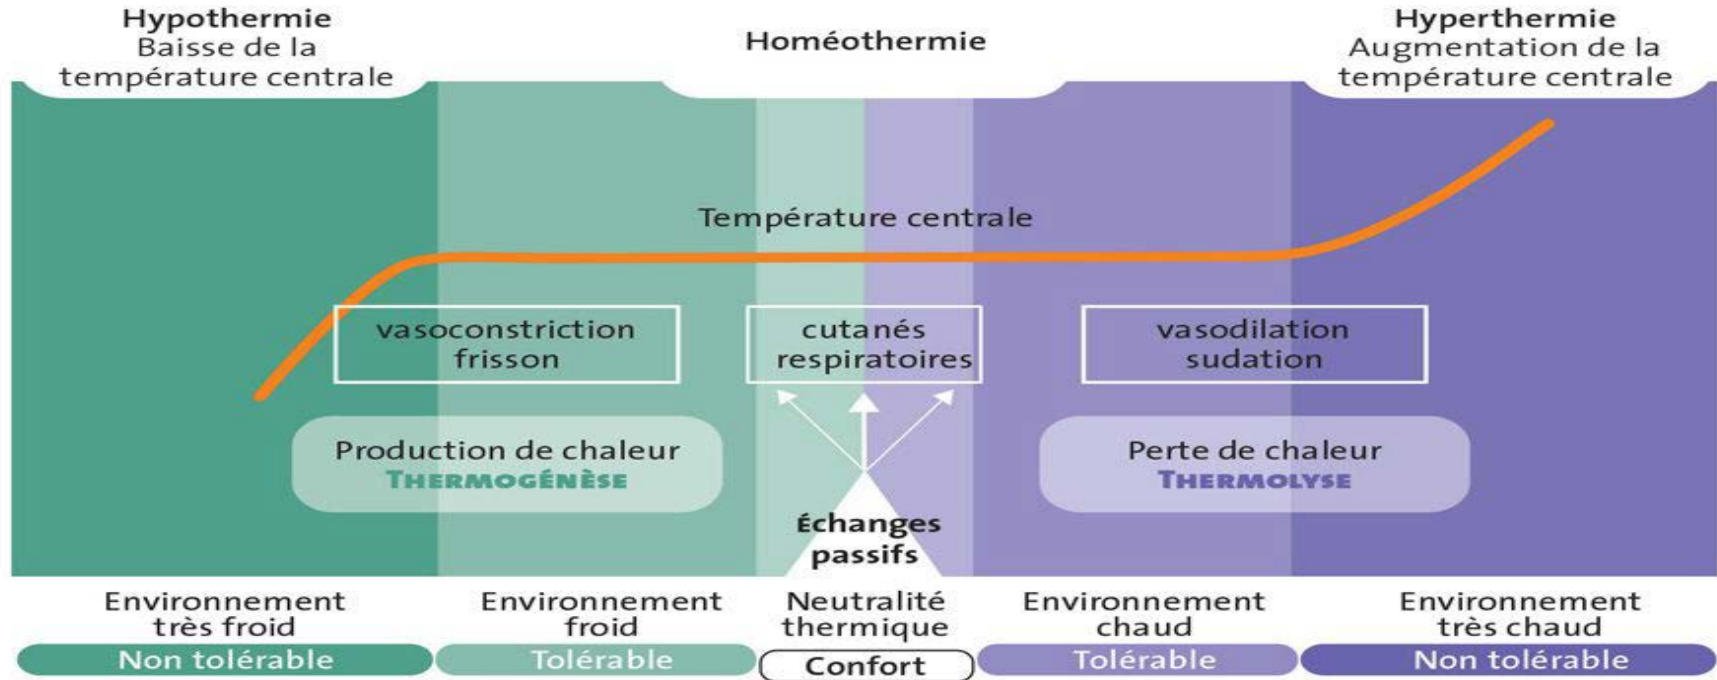 Hypothermie
Baisse de la
température centrale
Homéothermie
Hyperthermie
Augmentation de la
température centrale
Température centrale
vasoconstriction
frisson
cutanés
respiratoires
vasodilation
sudation
Production de chaleur
THERMOGÉNÈSE
Perte de chaleur
THERMOLYSE
Échanges
passifs
Environnement
très froid
Non tolérable
Environnement
froid
Tolérable
Neutralité
thermique
Confort
Environnement
chaud
Tolérable
Environnement
très chaud
Non tolérable